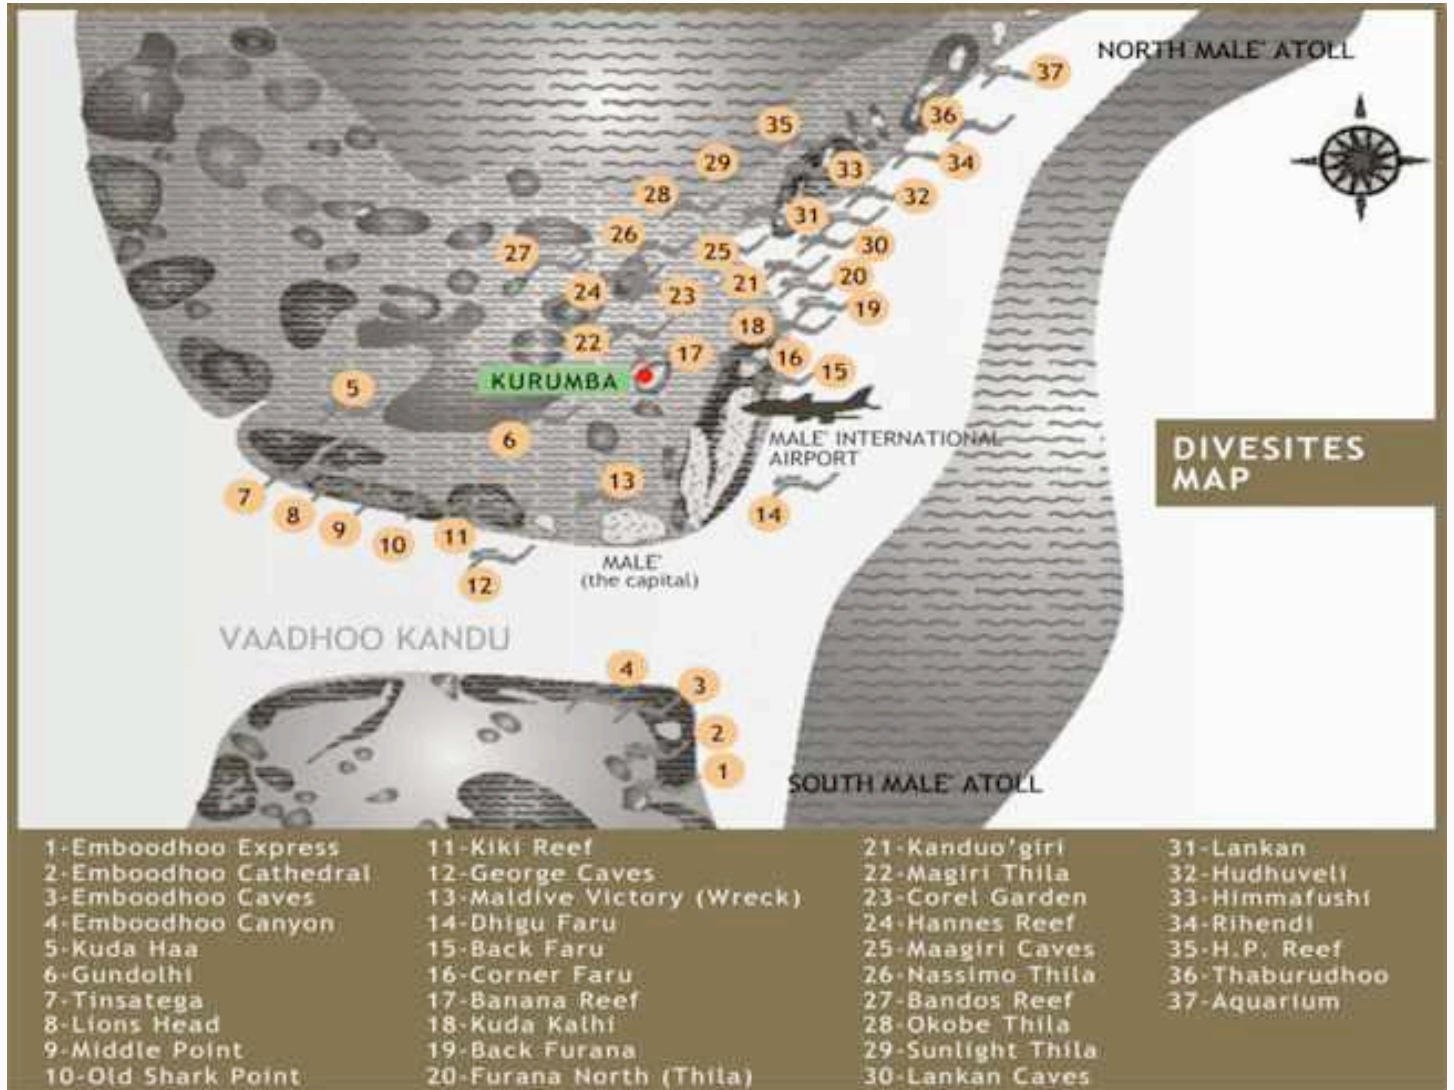 NORTH MALE' ATOLL
37
36
35
34
33
29
28
32
31
26
30
27
25
20
21
24
23
19
18
22
17
16
15
KURUMBA
5
MALE' INTERNATIONAL
AIRPORT
6
DIVESITES
MAP
13
7
8
14
9
11
10
MALE'
(the capital)
12
VAADHOO KANDU
4
3
2
1
SOUTH MALE' ATOLL
1-Emboodhoo Express
2-Emboodhoo Cathedral
3-Emboodhoo Caves
4-Emboodhoo Canyon
5-Kuda Haa
6-Gundolhi
7-Tinsatega
8-Lions Head
9-Middle Point
10-Old Shark Point
11-Kiki Reef
12-George Caves
13-Maldive Victory (Wreck)
14-Dhigu Faru
15-Back Faru
16-Corner Faru
17-Banana Reef
18-Kuda Kalhi
19-Back Furana
20-Furana North (Thila)
21-Kanduo'giri
22-Magiri Thila
23-Corel Garden
24-Hannes Reef
25-Maagiri Caves
26-Nassimo Thila
27-Bandos Reef
28-Okobe Thila
29-Sunlight Thila
30-Lankan Caves
31-Lankan
32-Hudhuveli
33-Himmafushi
34-Rihendi
35-H.P. Reef
36-Thaburudhoo
37-Aquarium